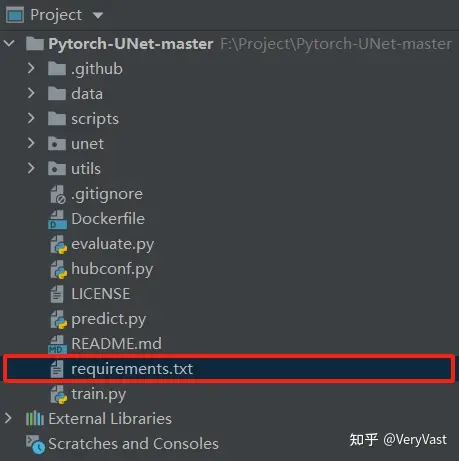 Project
Pytorch-UNet-master F:\Project\Pytorch-UNet-master
.github
data
scripts
unet
utils
.gitignore
Dockerfile
evaluate.py
hubconf.py
LICENSE
predict.py
README.md
requirements.txt
train.py
External Libraries
Scratches and Consoles
知乎 @VeryVast